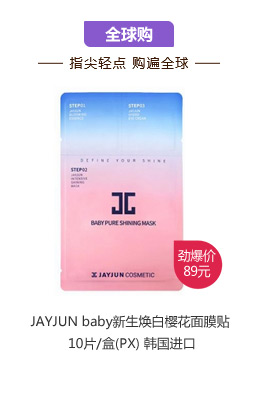 全球购
指尖轻点 购遍全球
STEP01
STEP03
DEFINE YOUR SHINE
STEP02
BABY PURE SHINING MASK
JAYJUN COSMETIC
劲爆价
89元
JAYJUN baby新生焕白樱花面膜贴
10片/盒(PX) 韩国进口